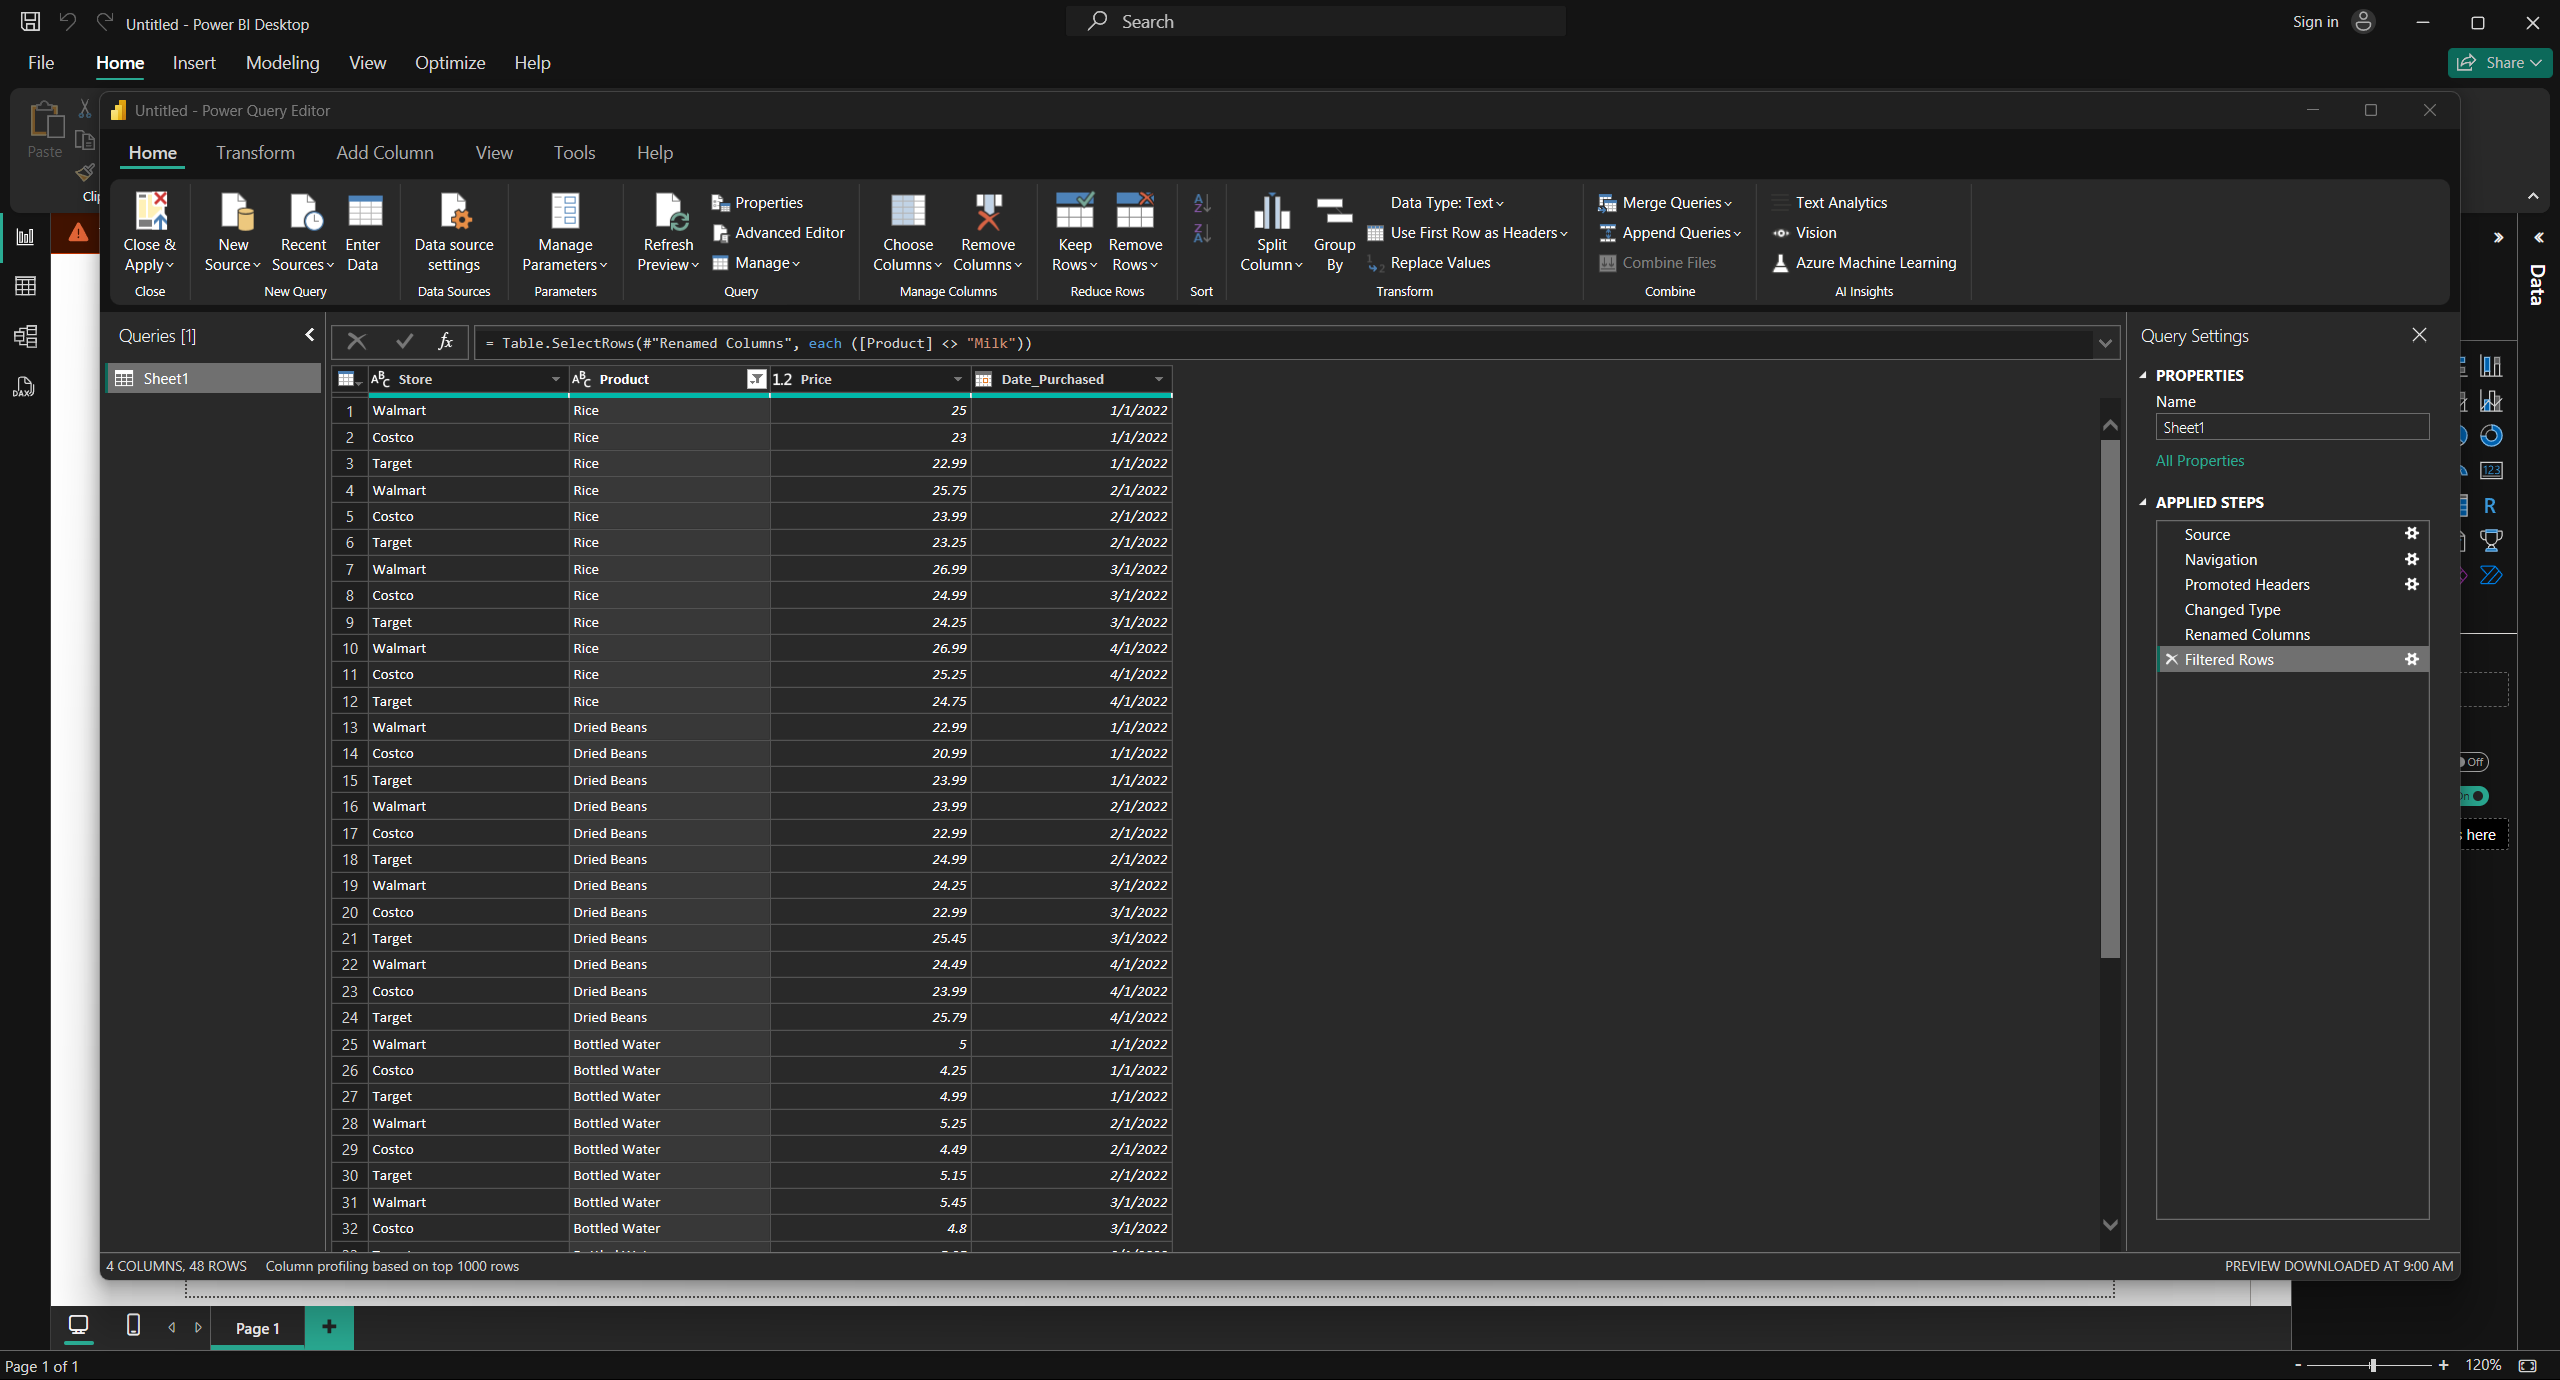 Untitled - Power BI Desktop
Search
Sign in
File Home Insert Modeling View Optimize Help
Share
Paste
Untitled - Power Query Editor
Home Transform Add Column View Tools Help
Close & Apply
New Source
Recent Sources
Enter Data
Data source settings
Manage Parameters
Refresh Preview
Properties
Advanced Editor
Manage
Choose Columns
Remove Columns
Keep Rows
Remove Rows
Split Column
Group By
Data Type: Text
Use First Row as Headers
Replace Values
Merge Queries
Append Queries
Combine Files
Text Analytics
Vision
Azure Machine Learning
Close
New Query
Data Sources
Parameters
Query
Manage Columns
Reduce Rows
Sort
Transform
Combine
AI Insights
Data
Queries [1]
Sheet1
= Table.SelectRows(#"Renamed Columns", each ([Product] <> "Milk"))
Store Product 1.2 Price Date_Purchased
1 Walmart Rice 25 1/1/2022
2 Costco Rice 23 1/1/2022
3 Target Rice 22.99 1/1/2022
4 Walmart Rice 25.75 2/1/2022
5 Costco Rice 23.99 2/1/2022
6 Target Rice 23.25 2/1/2022
7 Walmart Rice 26.99 3/1/2022
8 Costco Rice 24.99 3/1/2022
9 Target Rice 24.25 3/1/2022
10 Walmart Rice 26.99 4/1/2022
11 Costco Rice 25.25 4/1/2022
12 Target Rice 24.75 4/1/2022
13 Walmart Dried Beans 22.99 1/1/2022
14 Costco Dried Beans 20.99 1/1/2022
15 Target Dried Beans 23.99 1/1/2022
16 Walmart Dried Beans 23.99 2/1/2022
17 Costco Dried Beans 22.99 2/1/2022
18 Target Dried Beans 24.99 2/1/2022
19 Walmart Dried Beans 24.25 3/1/2022
20 Costco Dried Beans 22.99 3/1/2022
21 Target Dried Beans 25.45 3/1/2022
22 Walmart Dried Beans 24.49 4/1/2022
23 Costco Dried Beans 23.99 4/1/2022
24 Target Dried Beans 25.79 4/1/2022
25 Walmart Bottled Water 5 1/1/2022
26 Costco Bottled Water 4.25 1/1/2022
27 Target Bottled Water 4.99 1/1/2022
28 Walmart Bottled Water 5.25 2/1/2022
29 Costco Bottled Water 4.49 2/1/2022
30 Target Bottled Water 5.15 2/1/2022
31 Walmart Bottled Water 5.45 3/1/2022
32 Costco Bottled Water 4.8 3/1/2022
Query Settings
PROPERTIES
Name
Sheet1
All Properties
APPLIED STEPS
Source
Navigation
Promoted Headers
Changed Type
Renamed Columns
Filtered Rows
Off
here
4 COLUMNS, 48 ROWS Column profiling based on top 1000 rows
PREVIEW DOWNLOADED AT 9:00 AM
Page 1
Page 1 of 1
120%